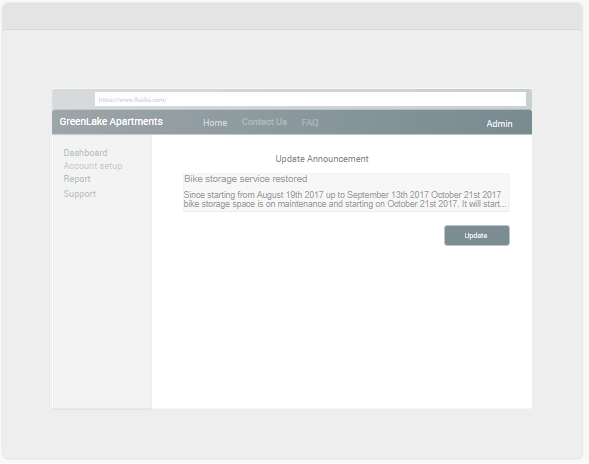 https://www.fluidui.com/
GreenLake Apartments Home Contact Us FAQ Admin
Dashboard
Account setup
Report
Support
Update Announcement
Bike storage service restored
Since starting from August 19th 2017 up to September 13th 2017 October 21st 2017
bike storage space is on maintenance and starting on October 21st 2017. It will start...
Update